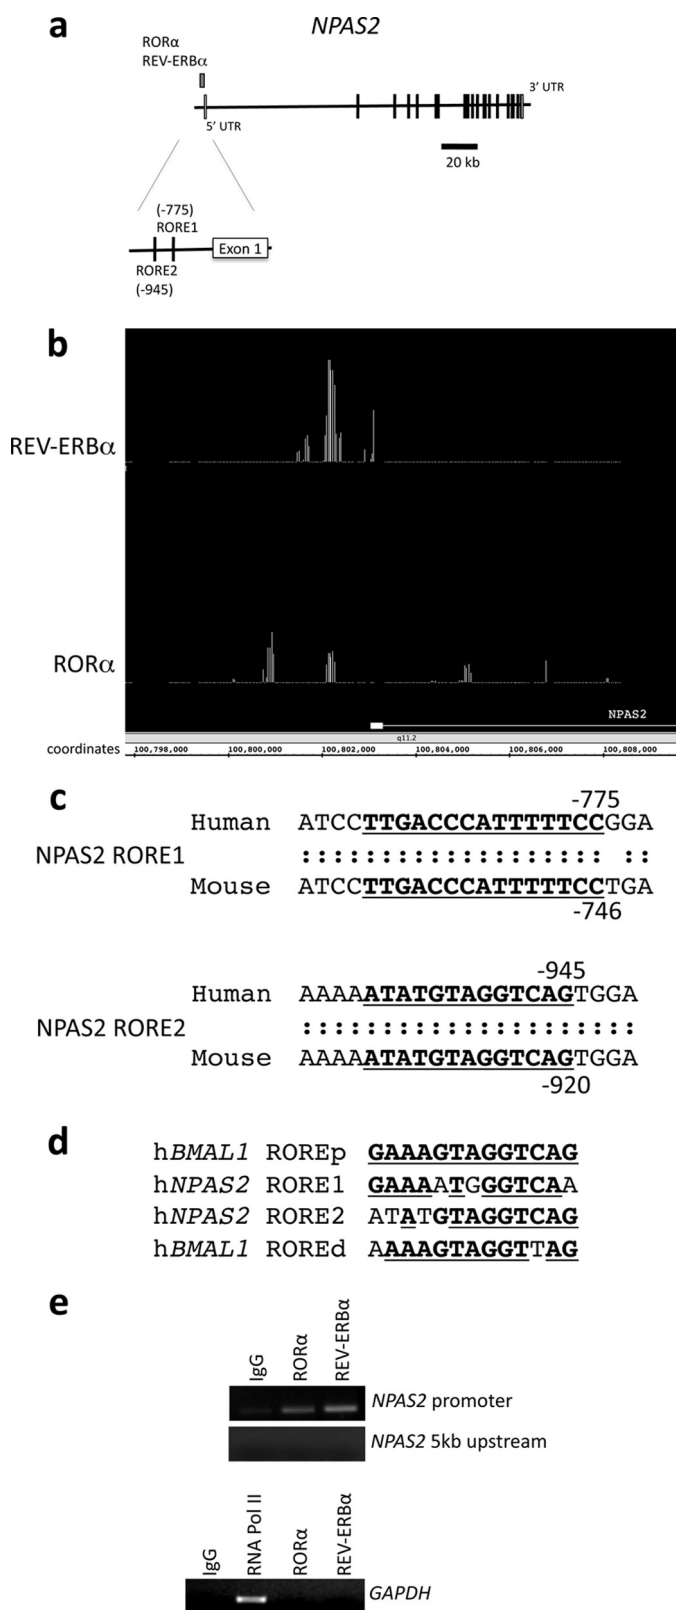 a
NPAS2
RORα
REV-ERBα
3' UTR
5' UTR
20 kb
(-775)
RORE1
Exon 1
RORE2
(-945)
b
REV-ERBα
RORα
NPAS2
q11.2
coordinates 100,798,000 100,800,000 100,802,000 100,804,000 100,806,000 100,808,000
c
-775
Human ATCCTTGACCCATTTTTCCGGA
NPAS2 RORE1 :::::::::::::::::::: ::
Mouse ATCCTTGACCCATTTTTCCTGA
-746
-945
Human AAAAATATGTAGGTCAGTGGA
NPAS2 RORE2 :::::::::::::::::::::
Mouse AAAAATATGTAGGTCAGTGGA
-920
d
hBMAL1 ROREp GAAAGTAGGTCAG
hNPAS2 RORE1 GAAAATGGGTCAA
hNPAS2 RORE2 ATATGTAGGTCAG
hBMAL1 ROREd AAAAGTAGGTTAG
e
IgG RORα REV-ERBα
NPAS2 promoter
NPAS2 5kb upstream
IgG RNA Pol II RORα REV-ERBα
GAPDH